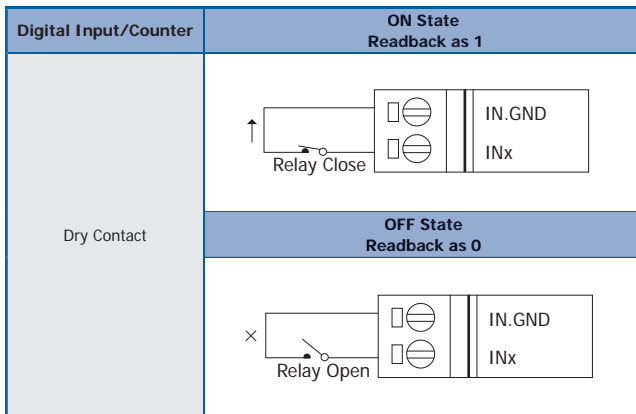 Digital Input/Counter
ON State
Readback as 1
IN.GND
INx
Relay Close
Dry Contact
OFF State
Readback as 0
IN.GND
INx
Relay Open